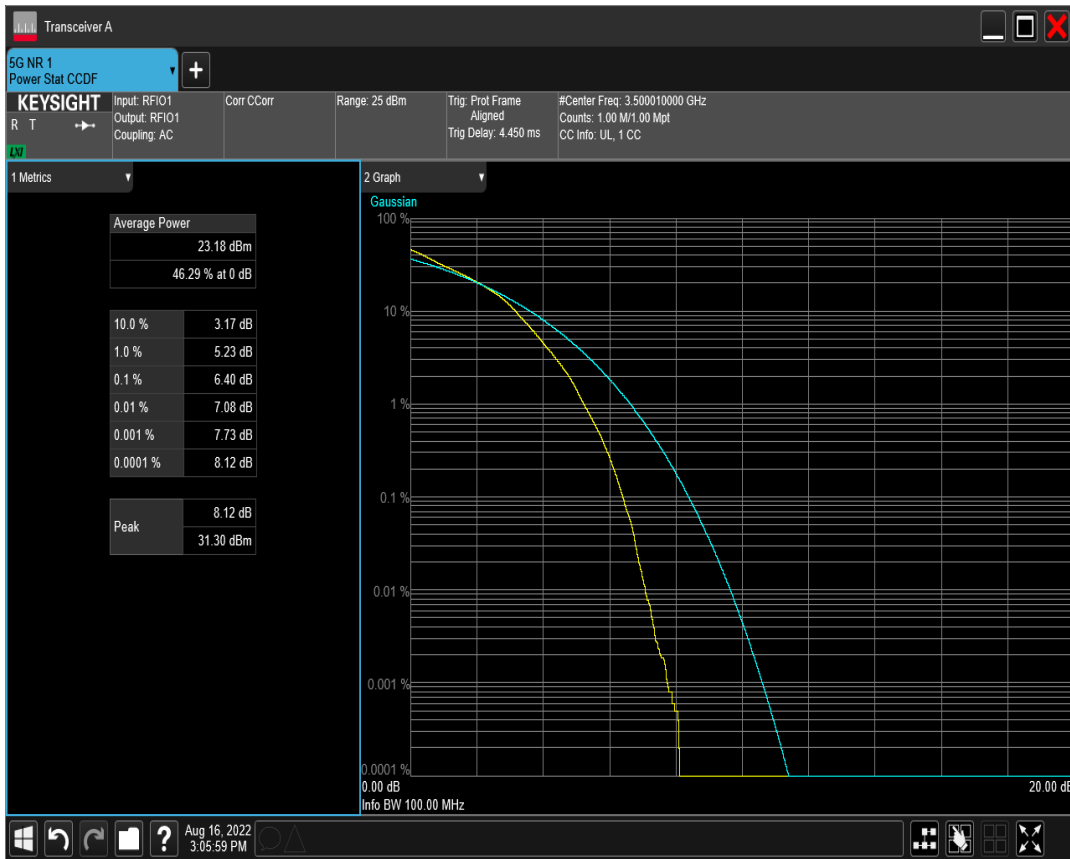 Transceiver A
5G NR 1
Power Stat CCDF
+
KEYSIGHT
R T
LXI
Input: RFIO1
Output: RFIO1
Coupling: AC
Corr CCorr
Range: 25 dBm
Trig: Prot Frame
Aligned
Trig Delay: 4.450 ms
#Center Freq: 3.500010000 GHz
Counts: 1.00 M/1.00 Mpt
CC Info: UL, 1 CC
1 Metrics
Average Power
23.18 dBm
46.29 % at 0 dB
10.0 % 3.17 dB
1.0 % 5.23 dB
0.1 % 6.40 dB
0.01 % 7.08 dB
0.001 % 7.73 dB
0.0001 % 8.12 dB
Peak
8.12 dB
31.30 dBm
2 Graph
Gaussian
100 %
10 %
1 %
0.1 %
0.01 %
0.001 %
0.0001 %
0.00 dB 20.00 dB
Info BW 100.00 MHz
?
Aug 16, 2022
3:05:59 PM